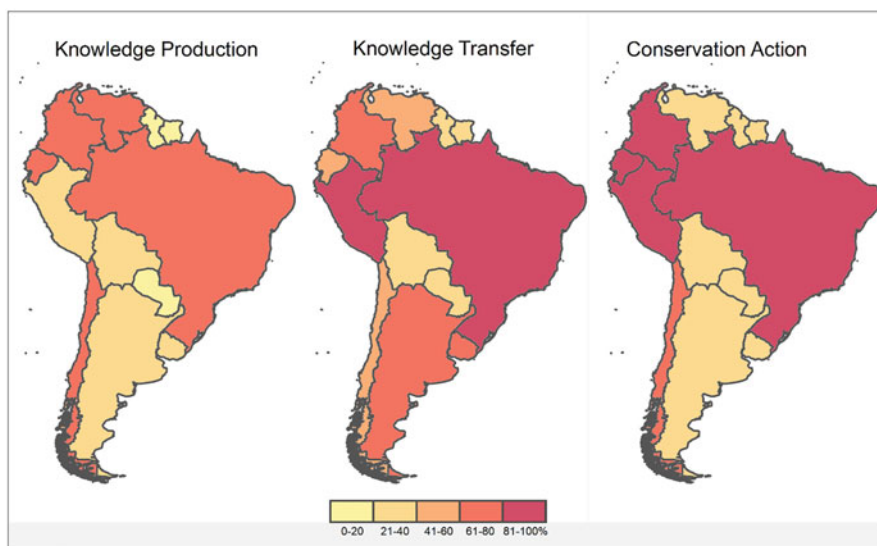 Knowledge Production
Knowledge Transfer
Conservation Action
0-20 21-40 41-60 61-80 81-100%